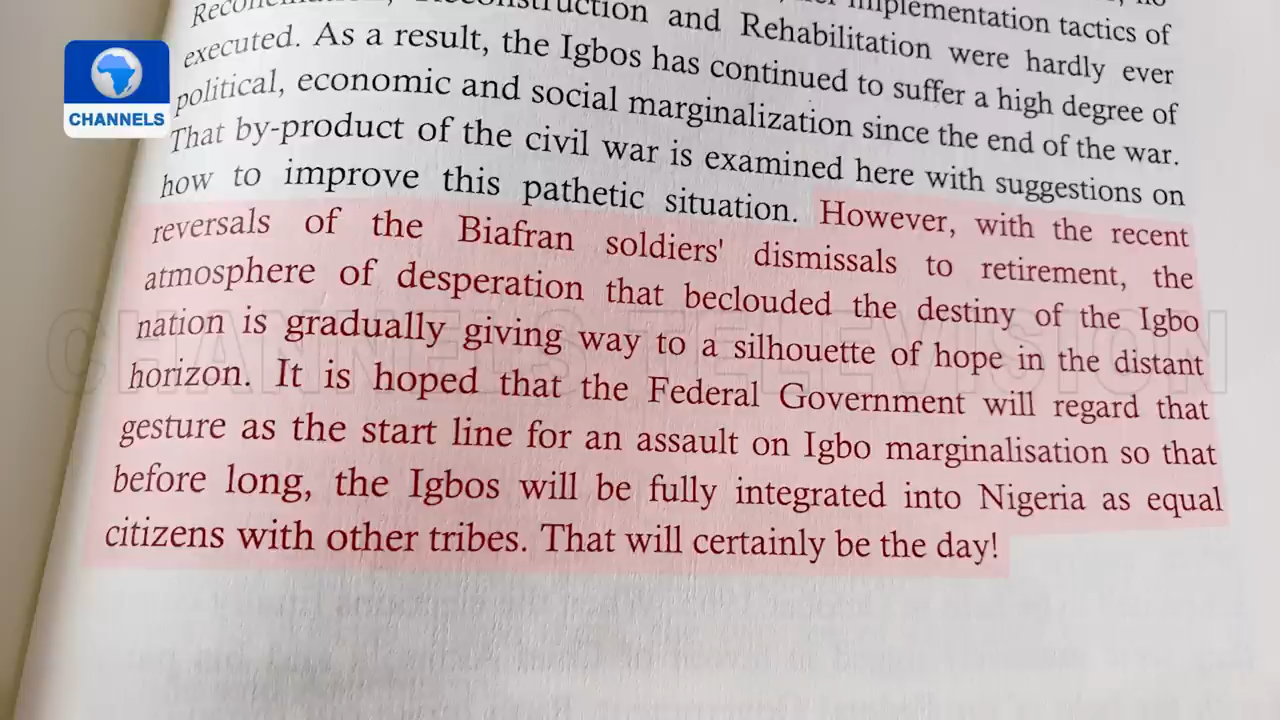 implementation tactics of
Reconstruction and Rehabilitation were hardly ever
executed. As a result, the Igbos has continued to suffer a high degree of
political, economic and social marginalization since the end of the war.
That by-product of the civil war is examined here with suggestions on
how to improve this pathetic situation. However, with the recent
reversals of the Biafran soldiers' dismissals to retirement, the
atmosphere of desperation that beclouded the destiny of the Igbo
nation is gradually giving way to a silhouette of hope in the distant
horizon. It is hoped that the Federal Government will regard that
gesture as the start line for an assault on Igbo marginalisation so that
before long, the Igbos will be fully integrated into Nigeria as equal
citizens with other tribes. That will certainly be the day!
CHANNELS
CHANNELS TELEVISION